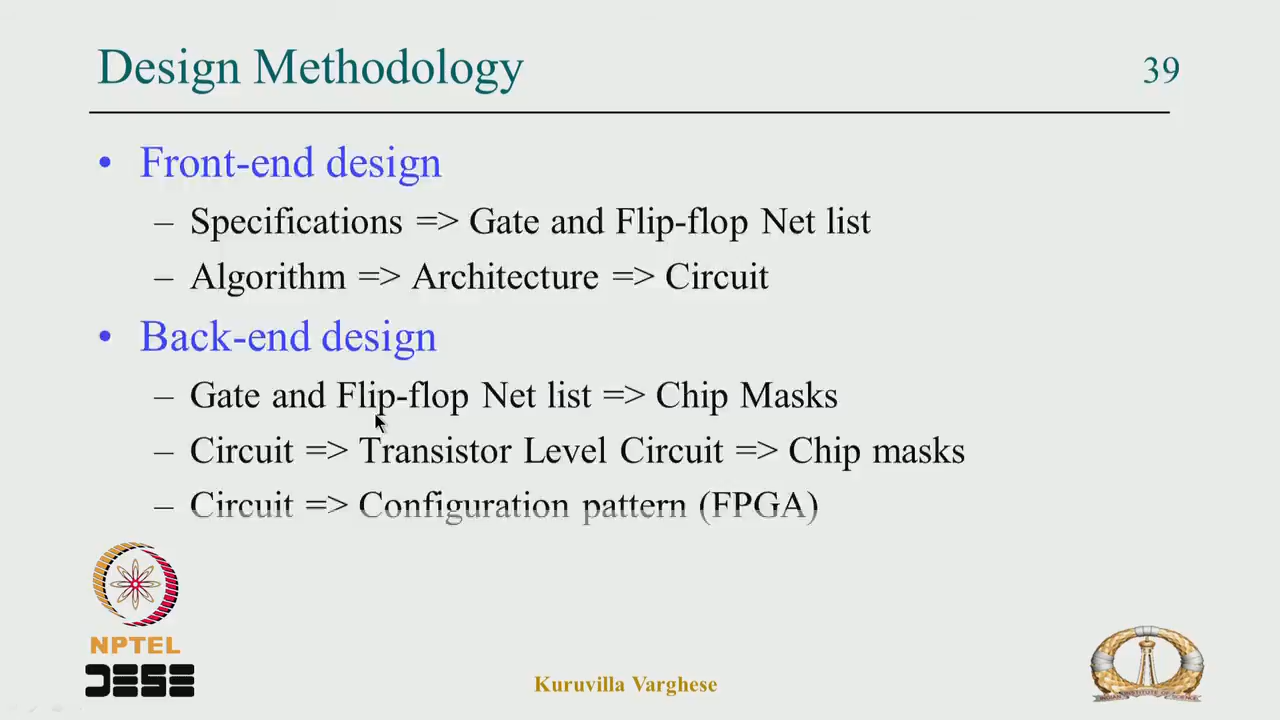 Design Methodology
39
• Front-end design
– Specifications => Gate and Flip-flop Net list
– Algorithm => Architecture => Circuit
• Back-end design
– Gate and Flip-flop Net list => Chip Masks
– Circuit => Transistor Level Circuit => Chip masks
– Circuit => Configuration pattern (FPGA)
NPTEL
DESE
Kuruvilla Varghese